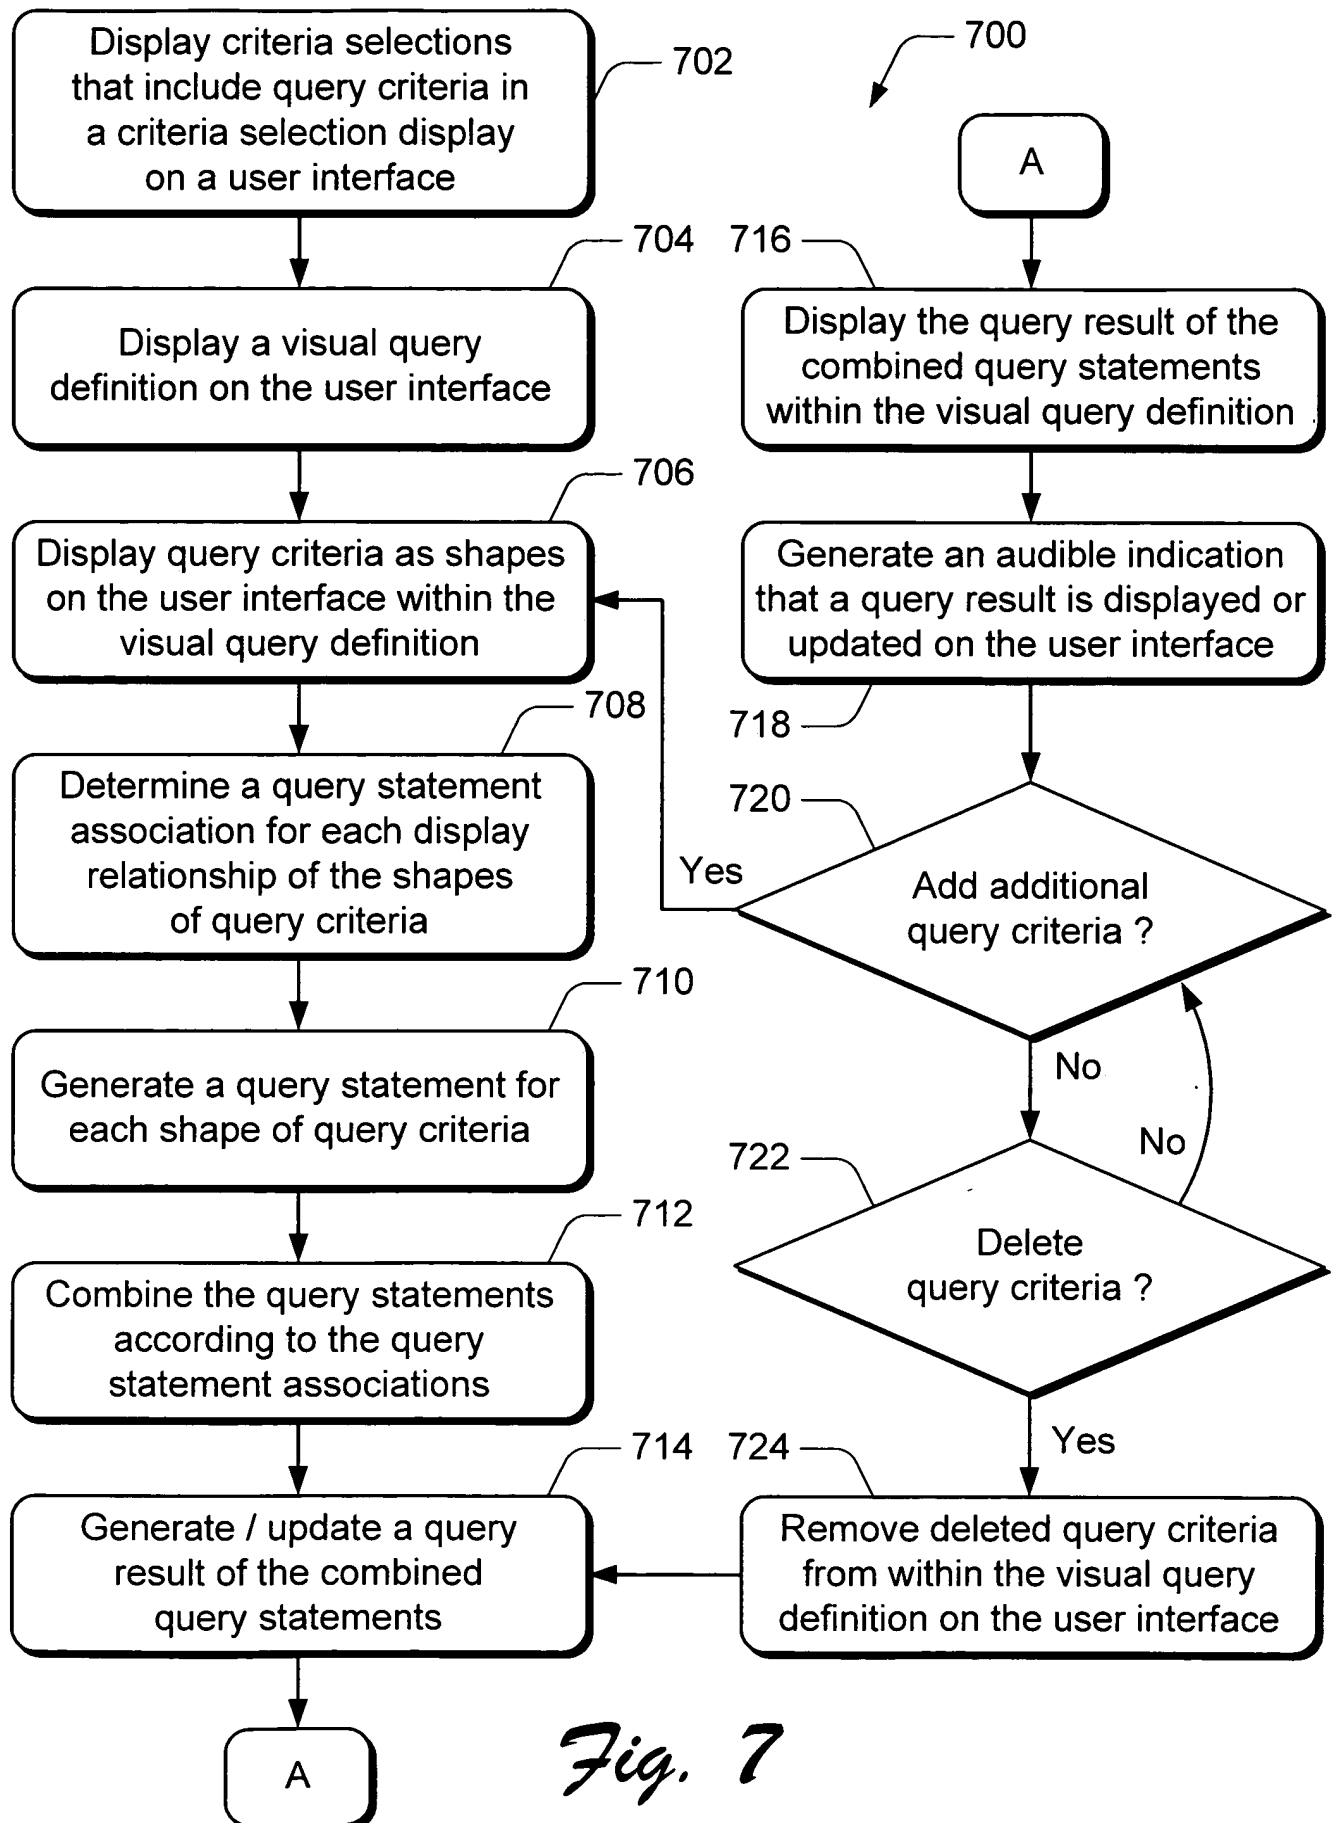 Display criteria selections
that include query criteria in
a criteria selection display
on a user interface
702
704
Display a visual query
definition on the user interface
706
Display query criteria as shapes
on the user interface within the
visual query definition
708
Determine a query statement
association for each display
relationship of the shapes
of query criteria
710
Generate a query statement for
each shape of query criteria
712
Combine the query statements
according to the query
statement associations
714
Generate / update a query
result of the combined
query statements
A
700
A
716
Display the query result of the
combined query statements
within the visual query definition
Generate an audible indication
that a query result is displayed or
updated on the user interface
718
720
Yes
Add additional
query criteria ?
No
No
722
Delete
query criteria ?
Yes
724
Remove deleted query criteria
from within the visual query
definition on the user interface
Fig. 7